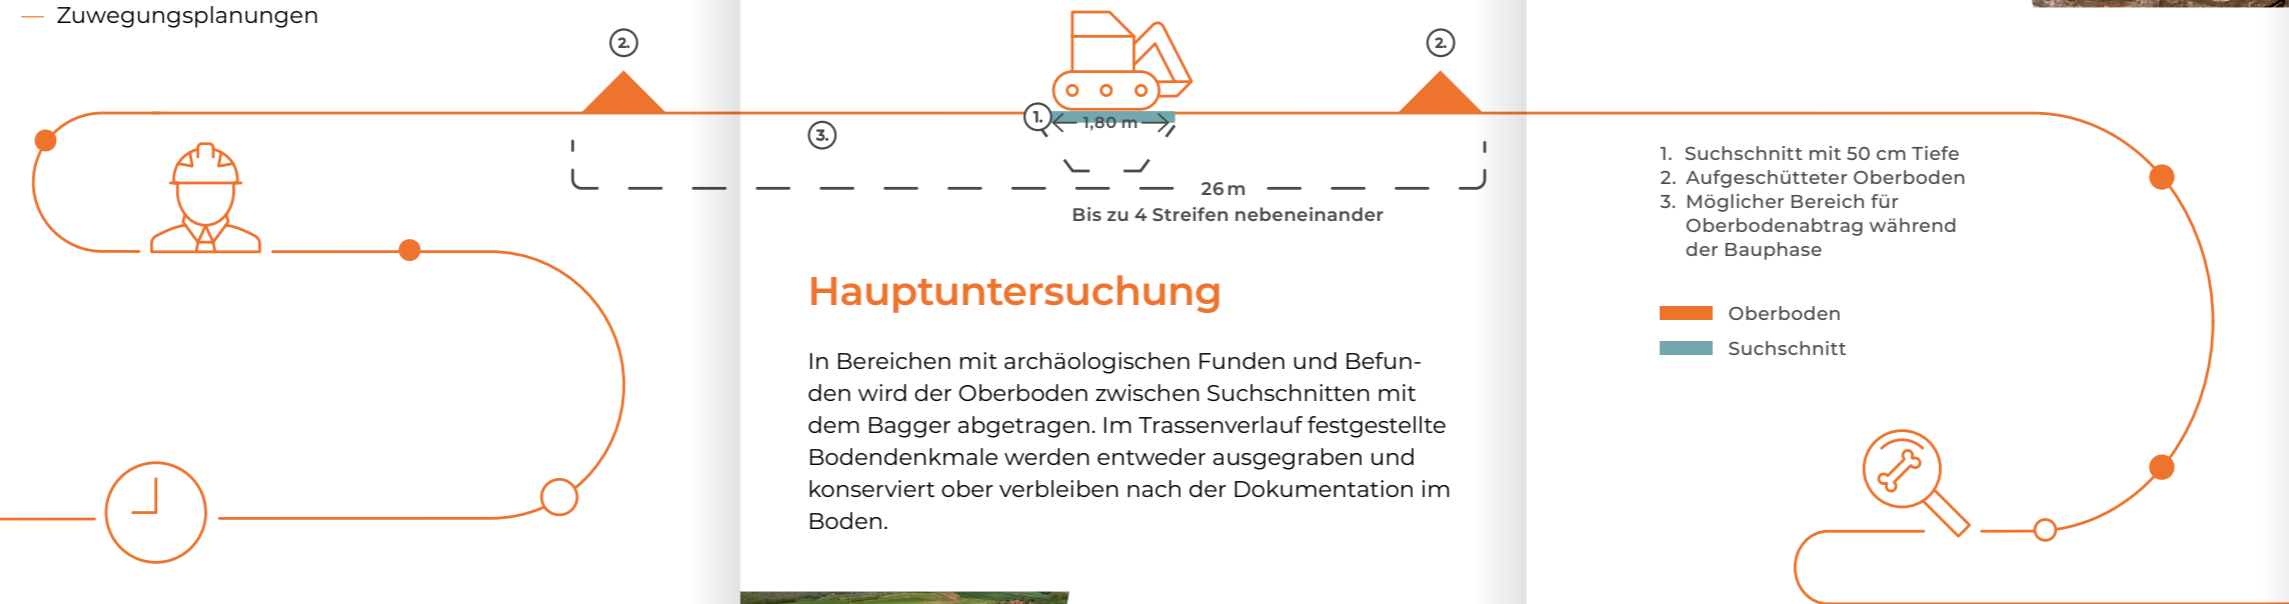 — Zuwegungsplanungen
2.
2.
1.
1,80 m
3.
26 m
Bis zu 4 Streifen nebeneinander
Hauptuntersuchung
In Bereichen mit archäologischen Funden und Befun-
den wird der Oberboden zwischen Suchschnitten mit
dem Bagger abgetragen. Im Trassenverlauf festgestellte
Bodendenkmale werden entweder ausgegraben und
konserviert ober verbleiben nach der Dokumentation im
Boden.
1. Suchschnitt mit 50 cm Tiefe
2. Aufgeschütteter Oberboden
3. Möglicher Bereich für
Oberbodenabtrag während
der Bauphase
Oberboden
Suchschnitt